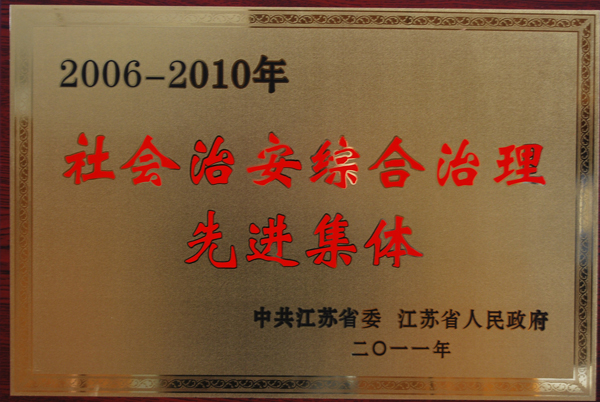 2006-2010年
社会治安综合治理
先进集体
中共江苏省委 江苏省人民政府
二〇一一年